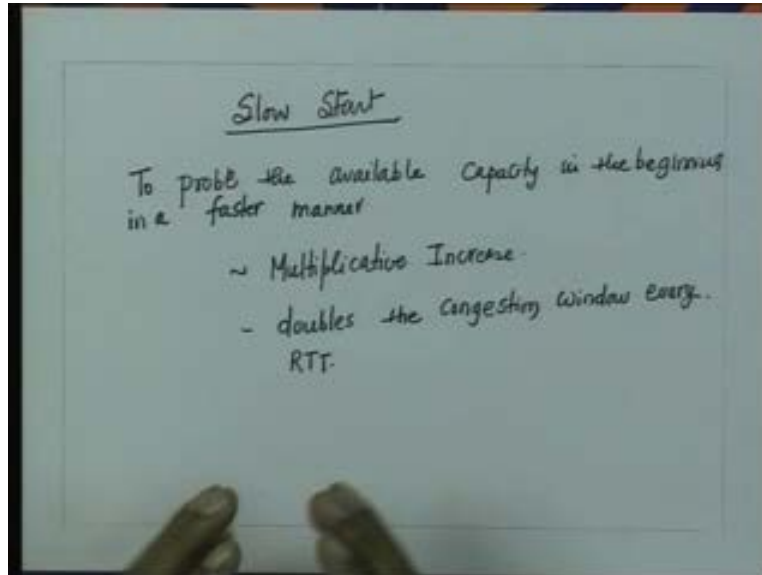 Slow Start
To probe the available capacity in the beginning
in a faster manner
~ Multiplicative Increase.
- doubles the congestion window every.
RTT.